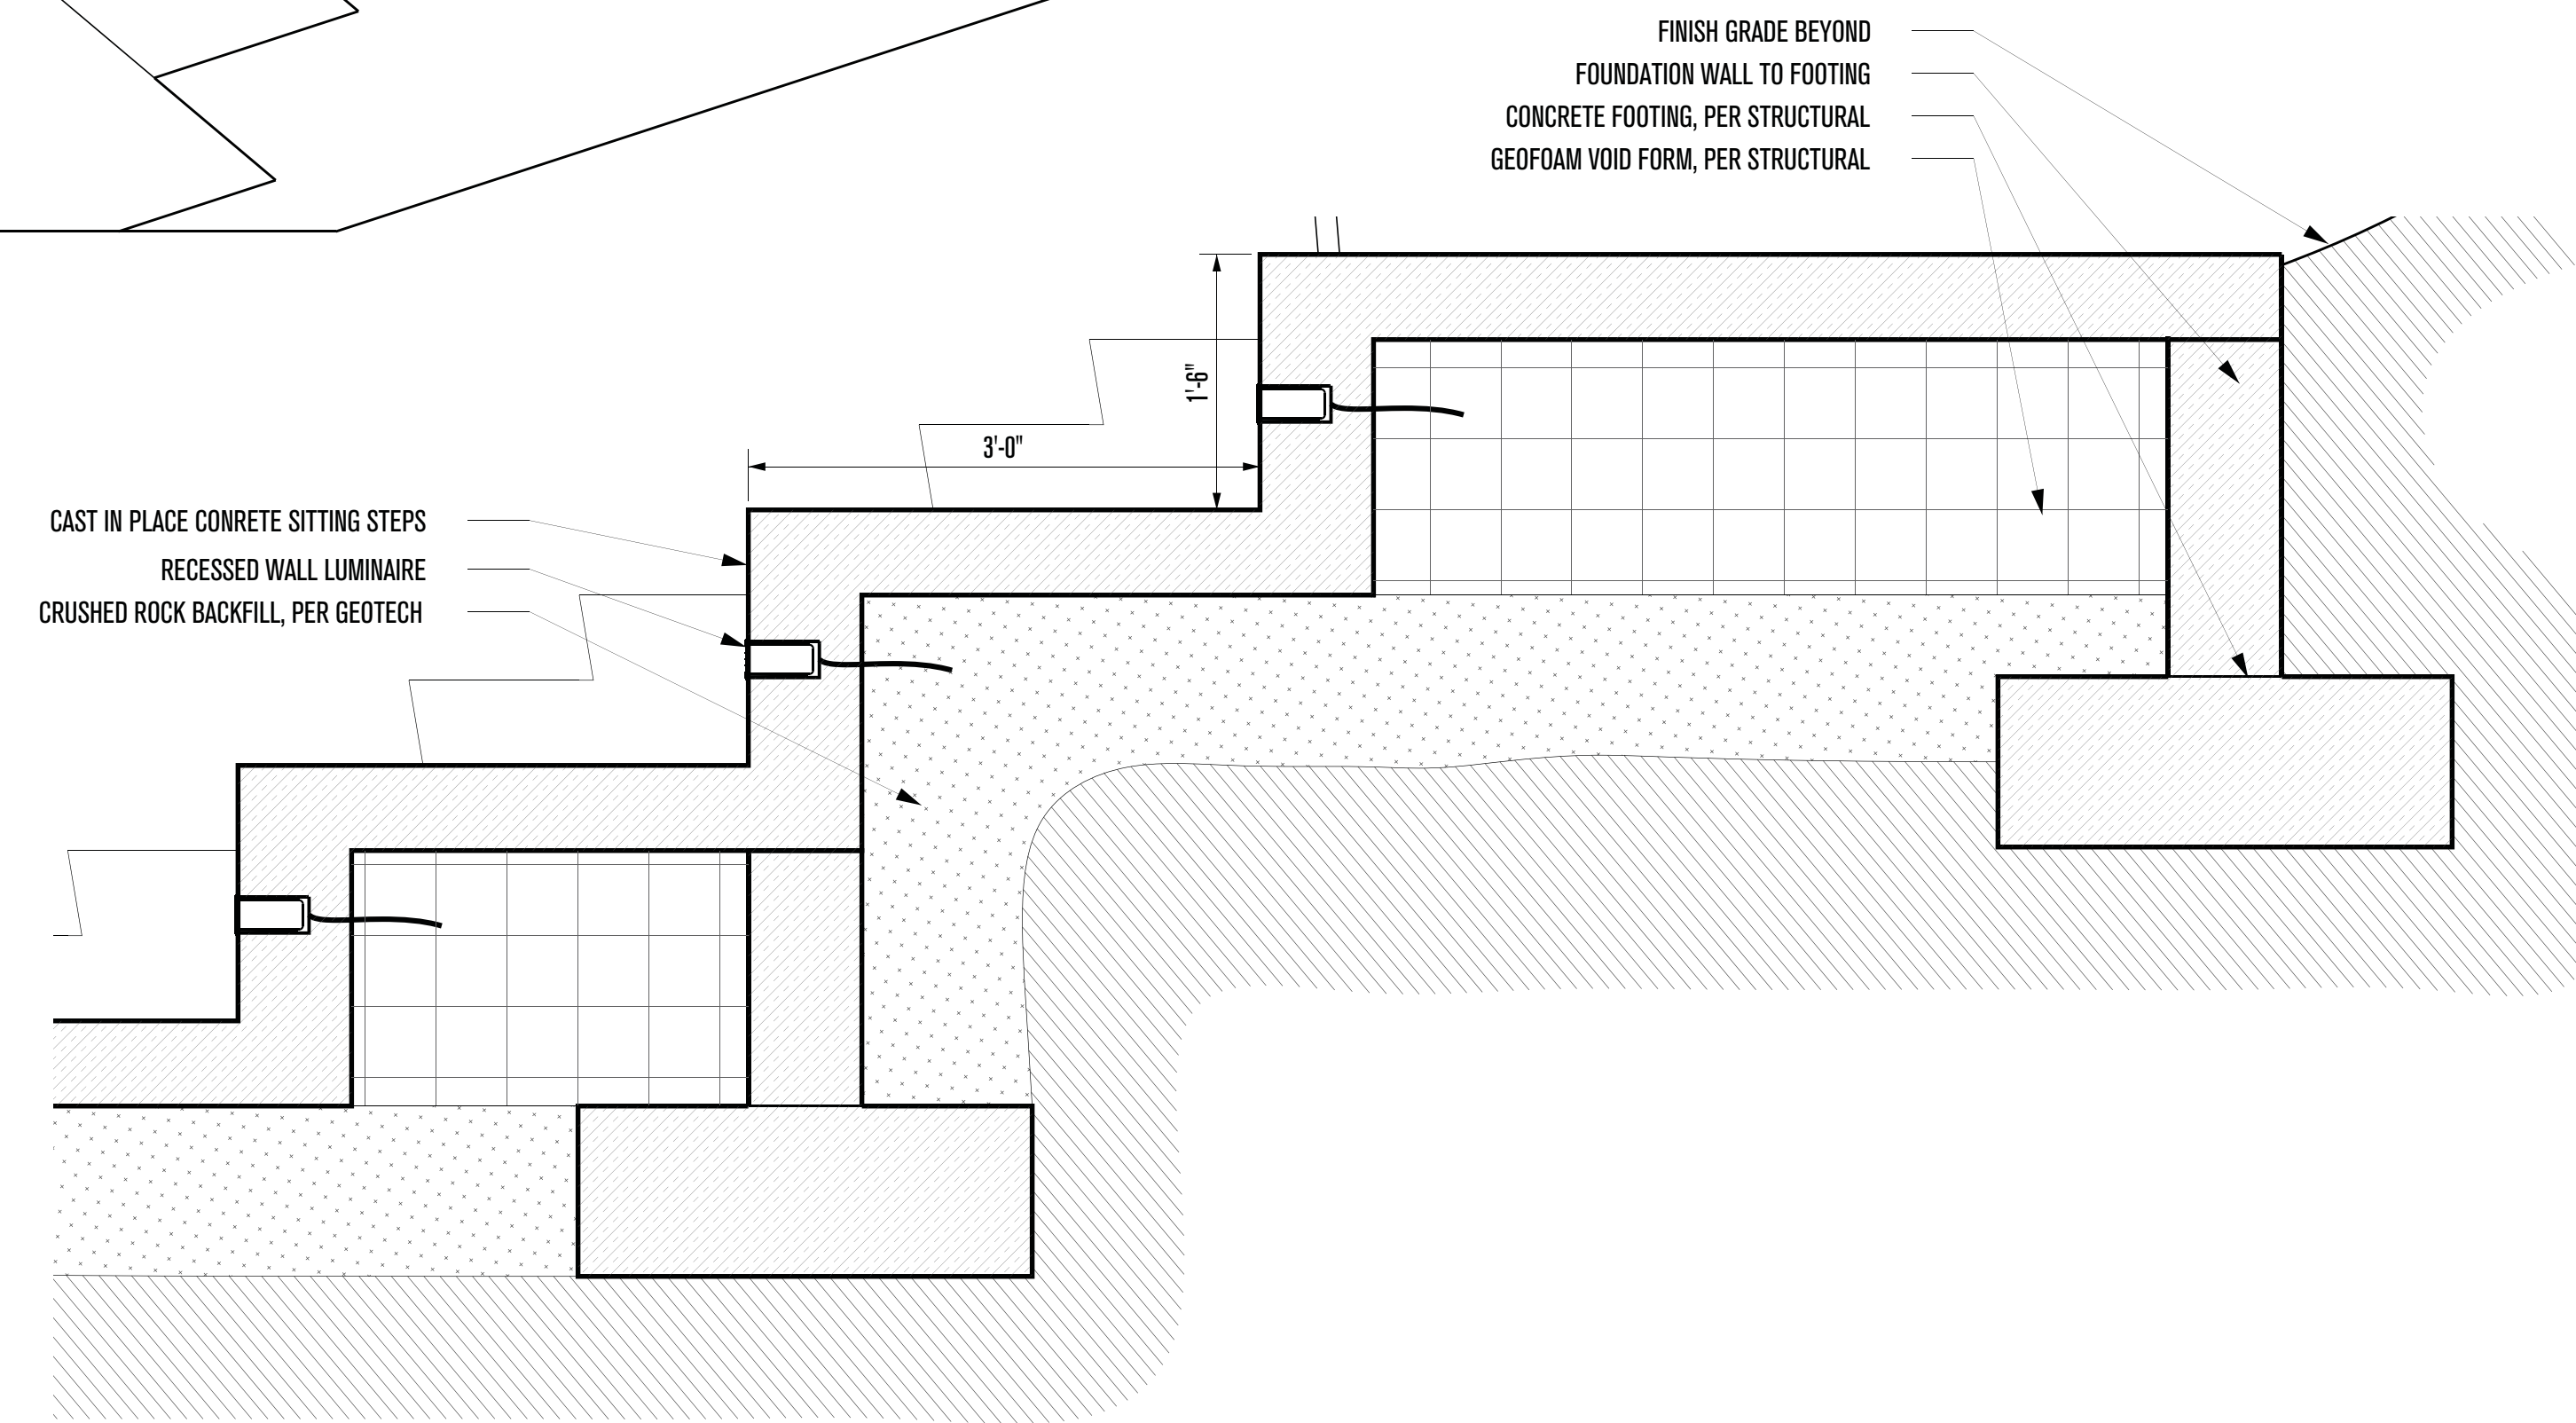 FINISH GRADE BEYOND
FOUNDATION WALL TO FOOTING
CONCRETE FOOTING, PER STRUCTURAL
GEOFOAM VOID FORM, PER STRUCTURAL
1'-6"
3'-0"
CAST IN PLACE CONRETE SITTING STEPS
RECESSED WALL LUMINAIRE
CRUSHED ROCK BACKFILL, PER GEOTECH